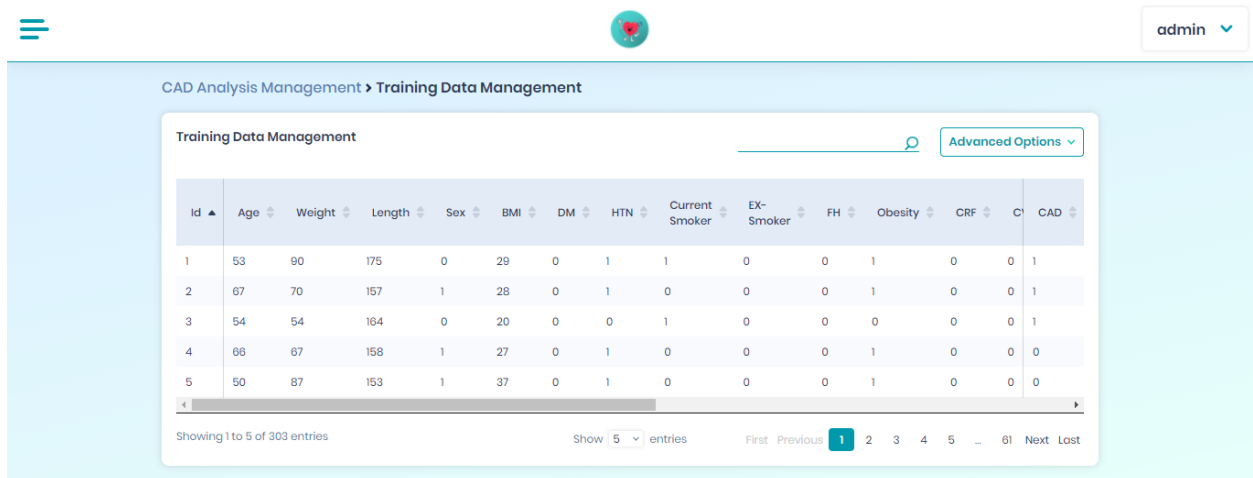 admin
CAD Analysis Management > Training Data Management
Training Data Management
Advanced Options
Id Age Weight Length Sex BMI DM HTN Current Smoker EX-Smoker FH Obesity CRF CV CAD
1 53 90 175 0 29 0 1 1 0 0 1 0 0 1
2 67 70 157 1 28 0 1 0 0 0 1 0 0 1
3 54 54 164 0 20 0 0 1 0 0 0 0 0 1
4 66 67 158 1 27 0 1 0 0 0 1 0 0 0
5 50 87 153 1 37 0 1 0 0 0 1 0 0 0
Showing 1 to 5 of 303 entries Show 5 entries First Previous 1 2 3 4 5 … 61 Next Last